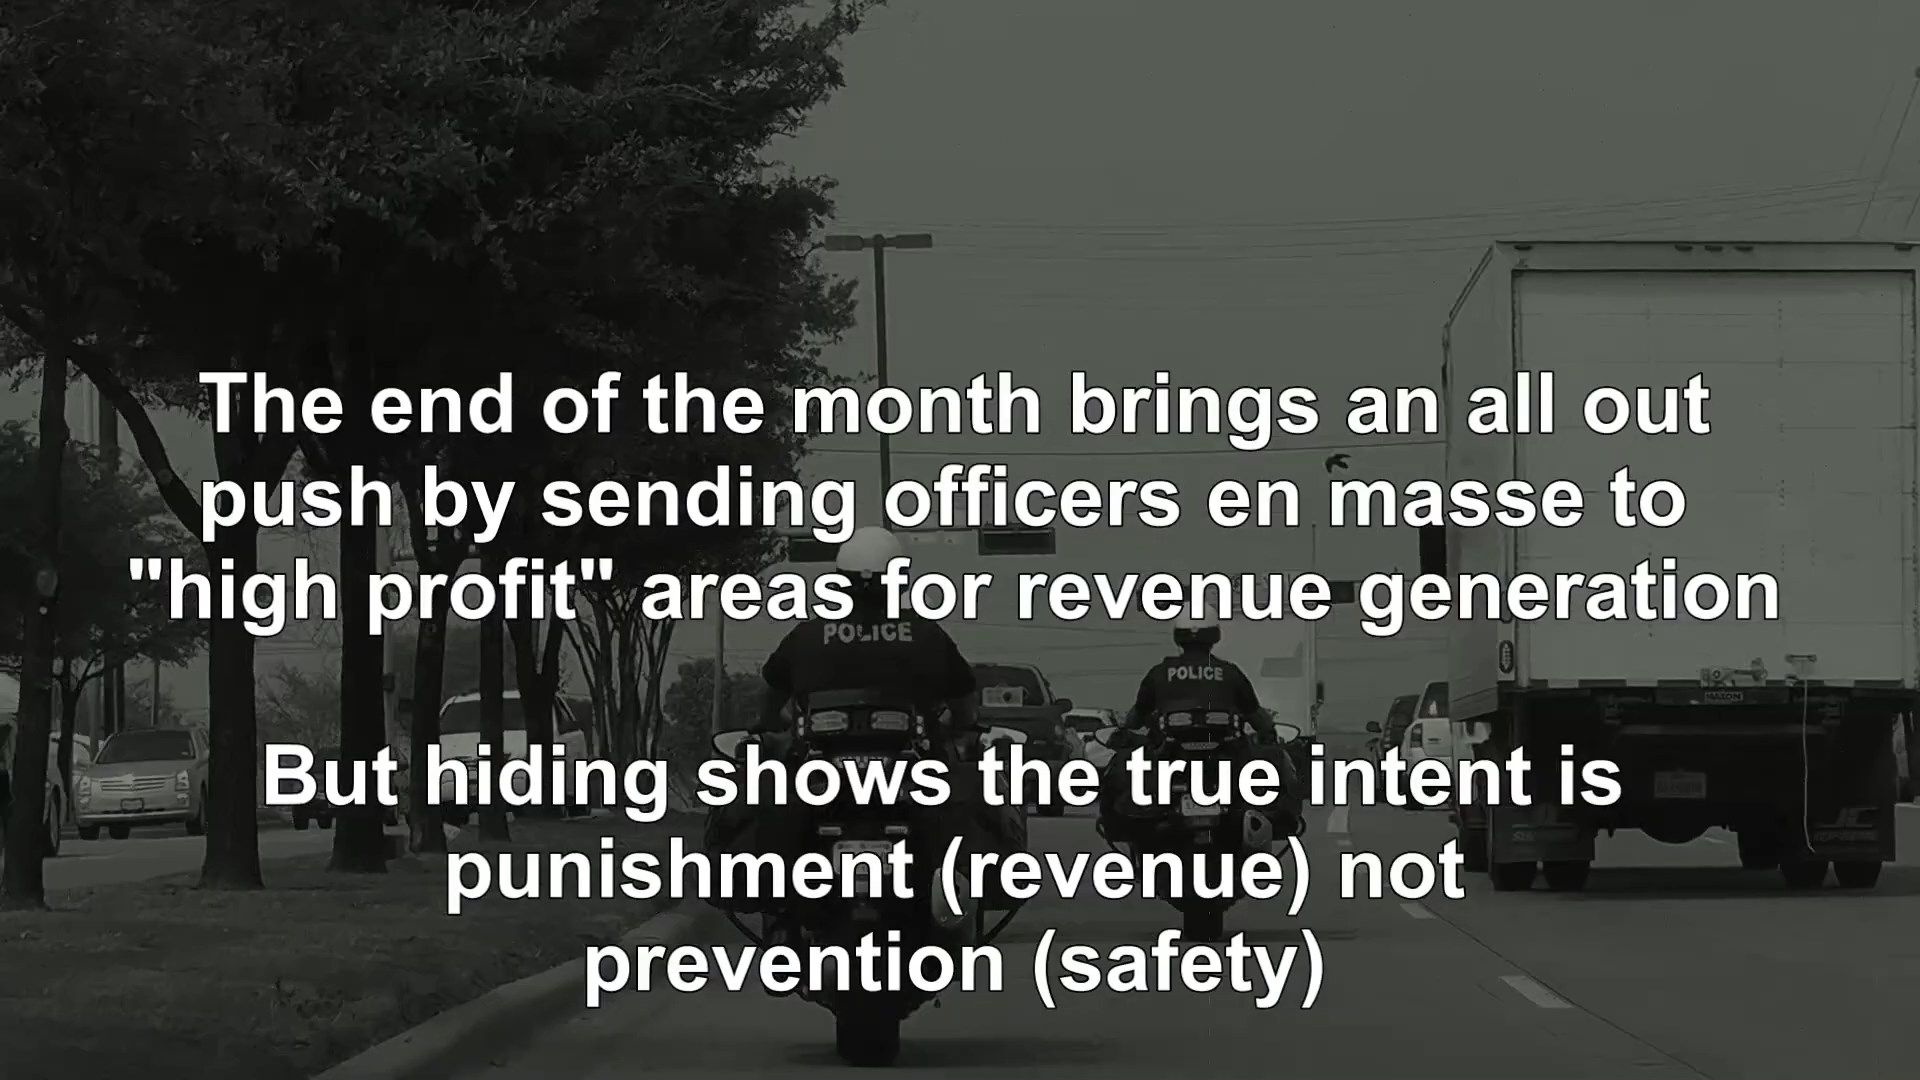 The end of the month brings an all out
push by sending officers en masse to
"high profit" areas for revenue generation
POLICE
POLICE
MAXON
But hiding shows the true intent is
punishment (revenue) not
prevention (safety)